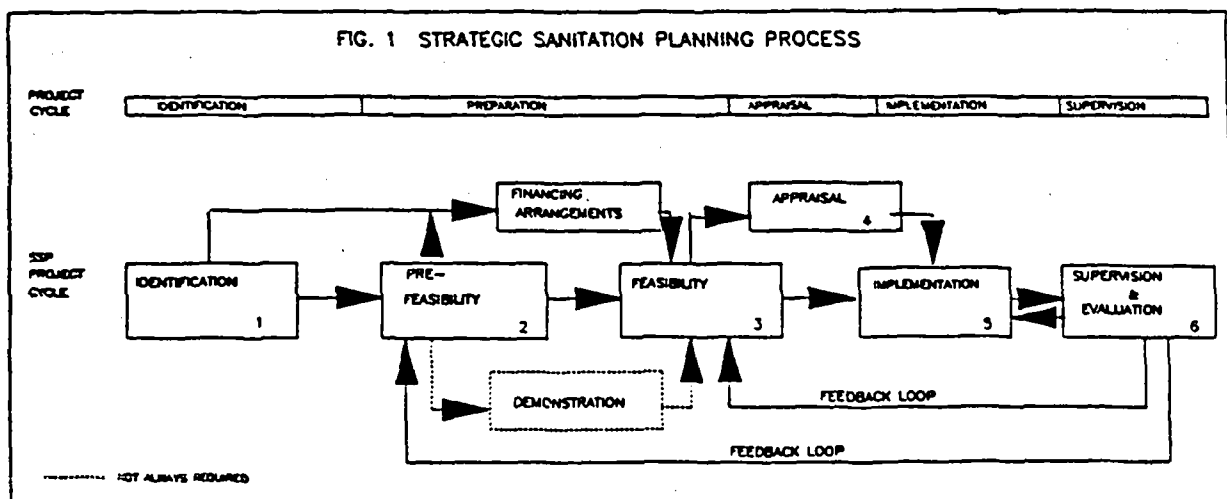 FIG. 1 STRATEGIC SANITATION PLANNING PROCESS
PROJECT
CYCLE
IDENTIFICATION
PREPARATION
APPRAISAL
IMPLEMENTATION
SUPERVISION
FINANCING
ARRANGEMENTS
APPRAISAL
4
SSP
PROJECT
CYCLE
IDENTIFICATION
1
PRE-
FEASIBILITY
2
FEASIBILITY
3
IMPLEMENTATION
5
SUPERVISION
&
EVALUATION
6
DEMONSTRATION
FEEDBACK LOOP
FEEDBACK LOOP
NOT ALWAYS REQUIRED